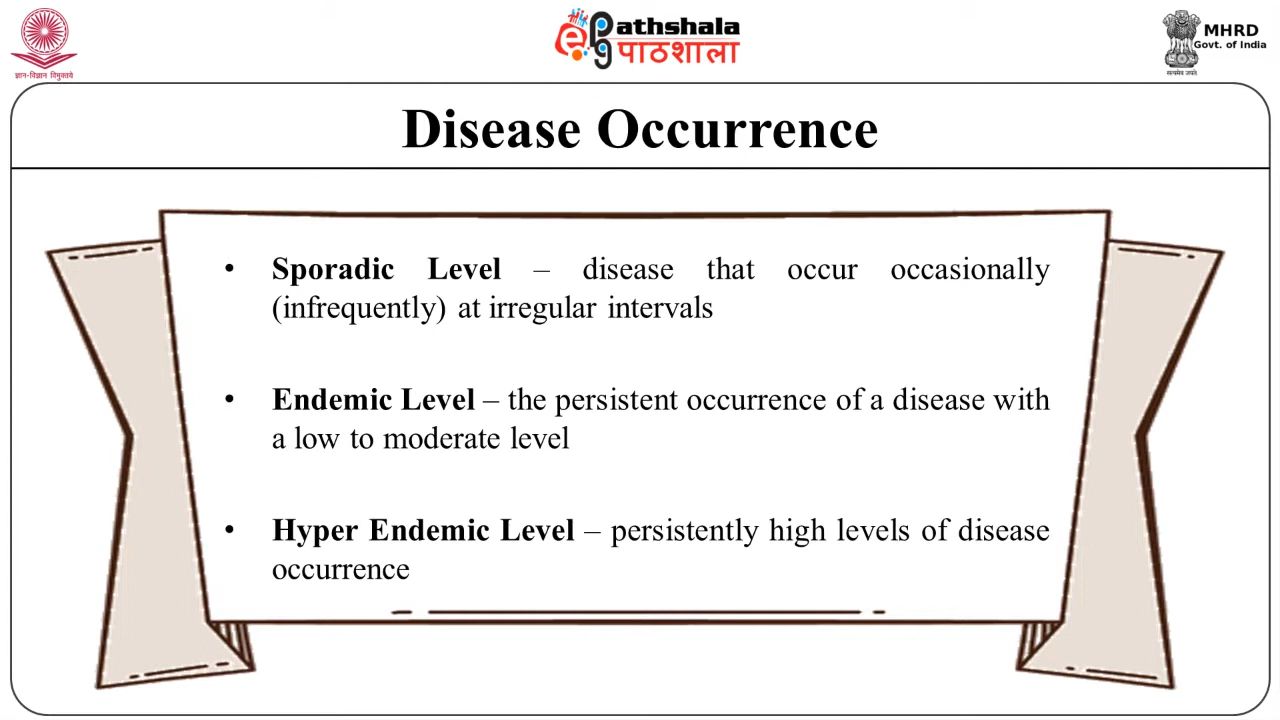 ज्ञान-विज्ञान विमुक्तये
ePG Pathshala
पाठशाला
MHRD
Govt. of India
सत्यमेव जयते
Disease Occurrence
• Sporadic Level – disease that occur occasionally
(infrequently) at irregular intervals
• Endemic Level – the persistent occurrence of a disease with
a low to moderate level
• Hyper Endemic Level – persistently high levels of disease
occurrence